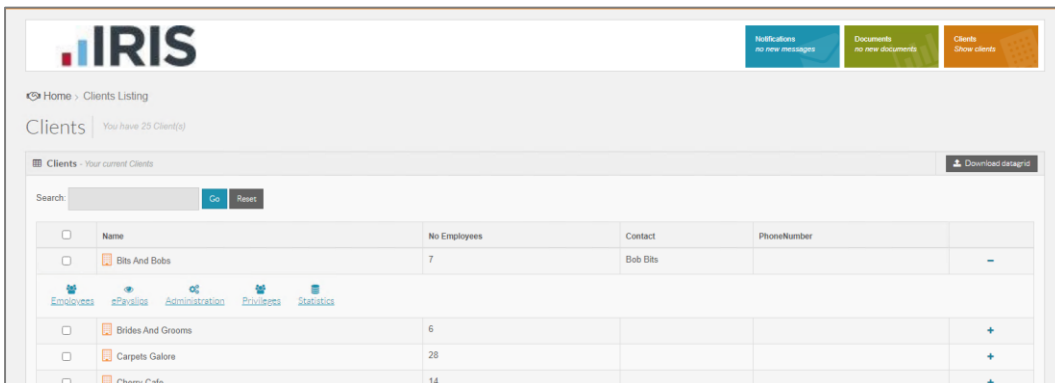 IRIS
Notifications
no new messages
Documents
no new documents
Clients
Show clients
Home > Clients Listing
Clients You have 25 Client(s)
Clients - Your current Clients
Download datagrid
Search: Go Reset
Name No Employees Contact PhoneNumber
Bits And Bobs 7 Bob Bits −
Employees ePayslips Administration Privileges Statistics
Brides And Grooms 6 +
Carpets Galore 28 +
Cherry Cafe 14 +